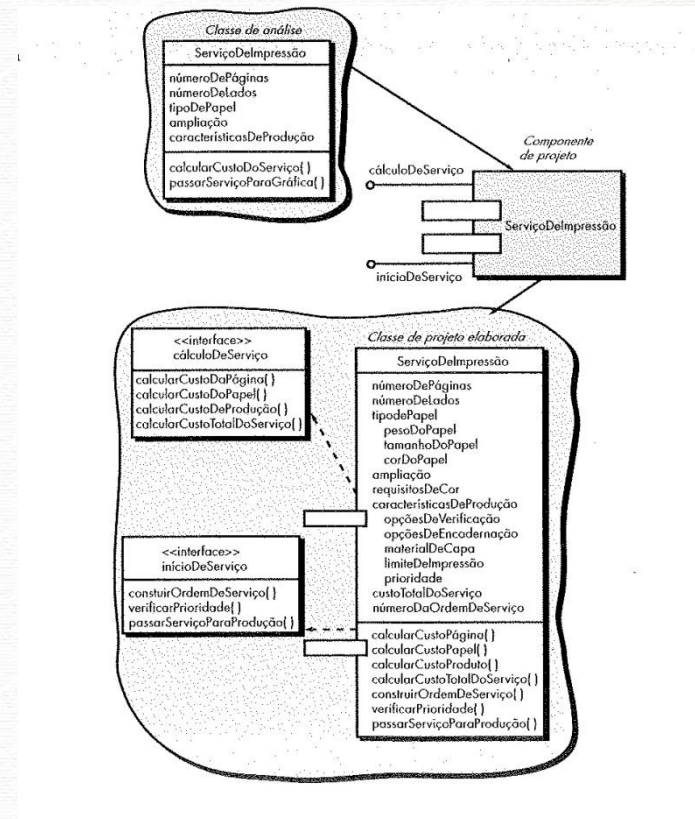 Classe de análise
ServiçoDeImpressão
númeroDePáginas
númeroDeLados
tipoDePapel
ampliação
característicasDeProdução
calcularCustoDoServiço( )
passarServiçoParaGráfica( )
Componente
de projeto
cálculoDeServiço
ServiçoDeImpressão
inícioDeServiço
<<interface>>
cálculoDeServiço
calcularCustoDaPágina( )
calcularCustoDoPapel( )
calcularCustoDeProdução( )
calcularCustoTotalDoServiço( )
<<interface>>
inícioDeServiço
constuirOrdemDeServiço( )
verificarPrioridade( )
passarServiçoParaProdução( )
Classe de projeto elaborada
ServiçoDeImpressão
númeroDePáginas
númeroDeLados
tipodePapel
pesoDoPapel
tamanhoDoPapel
corDoPapel
ampliação
requisitosDeCor
característicasDeProdução
opçõesDeVerificação
opçõesDeEncadernação
materialDeCapa
limiteDeImpressão
prioridade
custoTotalDoServiço
númeroDaOrdemDeServiço
calcularCustoPágina( )
calcularCustoPapel( )
calcularCustoProduto( )
calcularCustoTotalDoServiço( )
construirOrdemDeServiço( )
verificarPrioridade( )
passarServiçoParaProdução( )